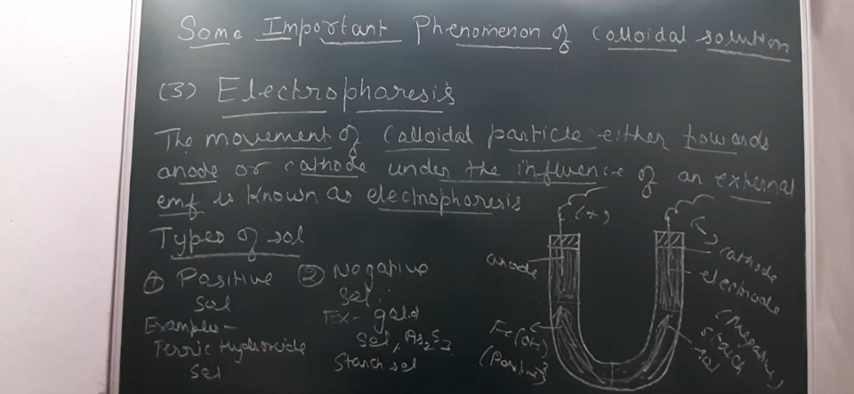 Some Important Phenomenon of Colloidal solution
(3) Electrophoresis
The movement of Colloidal particle either towards
anode or cathode under the influence of an external
emf is known as electrophoresis
Types of sol
① Positive
sol
Example -
Ferric Hydroxide
sol
② Negative
sol:
Ex- gold
sol, As2S3
Starch sol
(+)
anode
(-)
cathode
electrode
Fe(OH)3
(Positive)
(Negative)
starch
sol